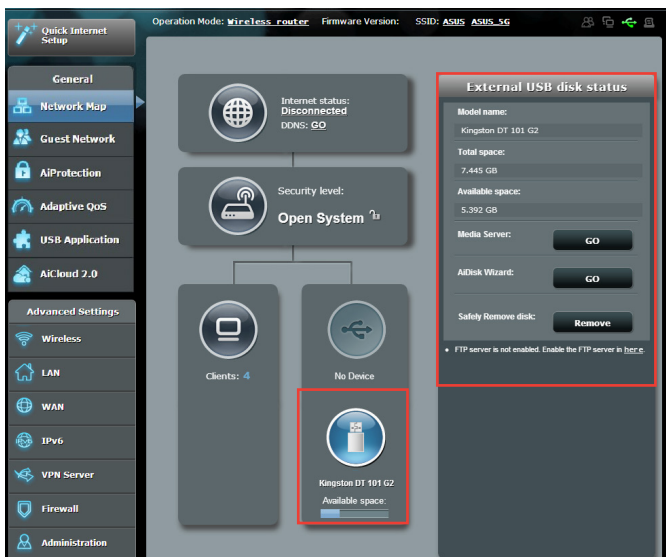 Operation Mode: Wireless router Firmware Version: SSID: ASUS ASUS_5G
Quick Internet
Setup
General
Network Map
Guest Network
AiProtection
Adaptive QoS
USB Application
AiCloud 2.0
Advanced Settings
Wireless
LAN
WAN
IPv6
VPN Server
Firewall
Administration
Internet status:
Disconnected
DDNS: GO
Security level:
Open System
Clients: 4
No Device
Kingston DT 101 G2
Available space:
External USB disk status
Model name:
Kingston DT 101 G2
Total space:
7.445 GB
Available space:
5.392 GB
Media Server: GO
AiDisk Wizard: GO
Safely Remove disk: Remove
• FTP server is not enabled. Enable the FTP server in here.